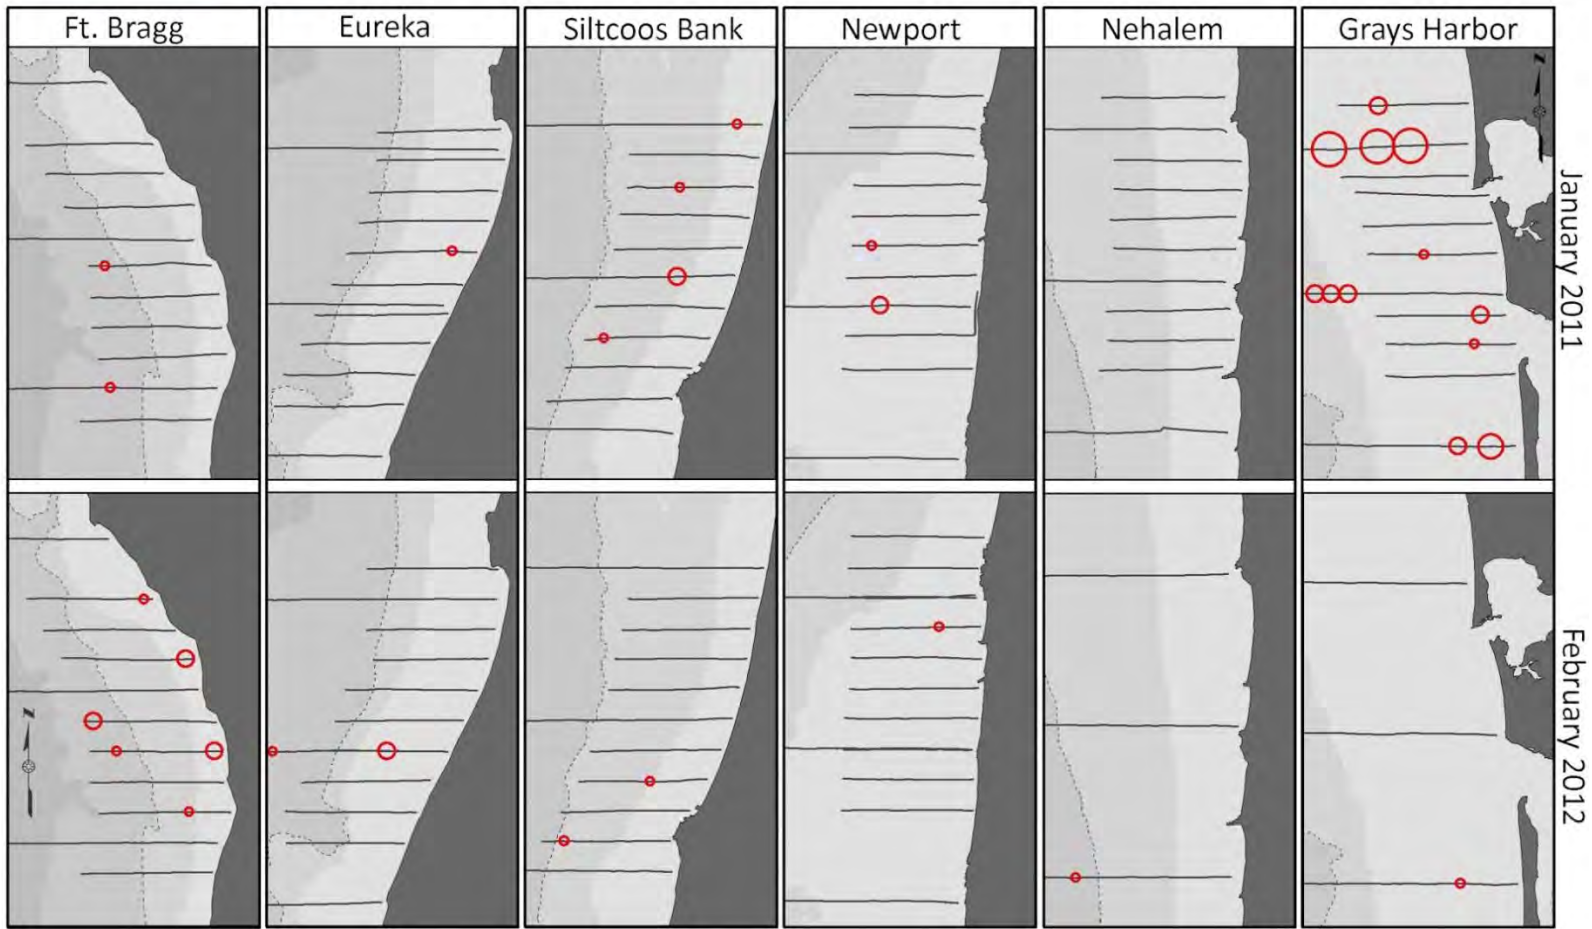 Ft. Bragg
Eureka
Siltcoos Bank
Newport
Nehalem
Grays Harbor
N
January 2011
N
February 2012